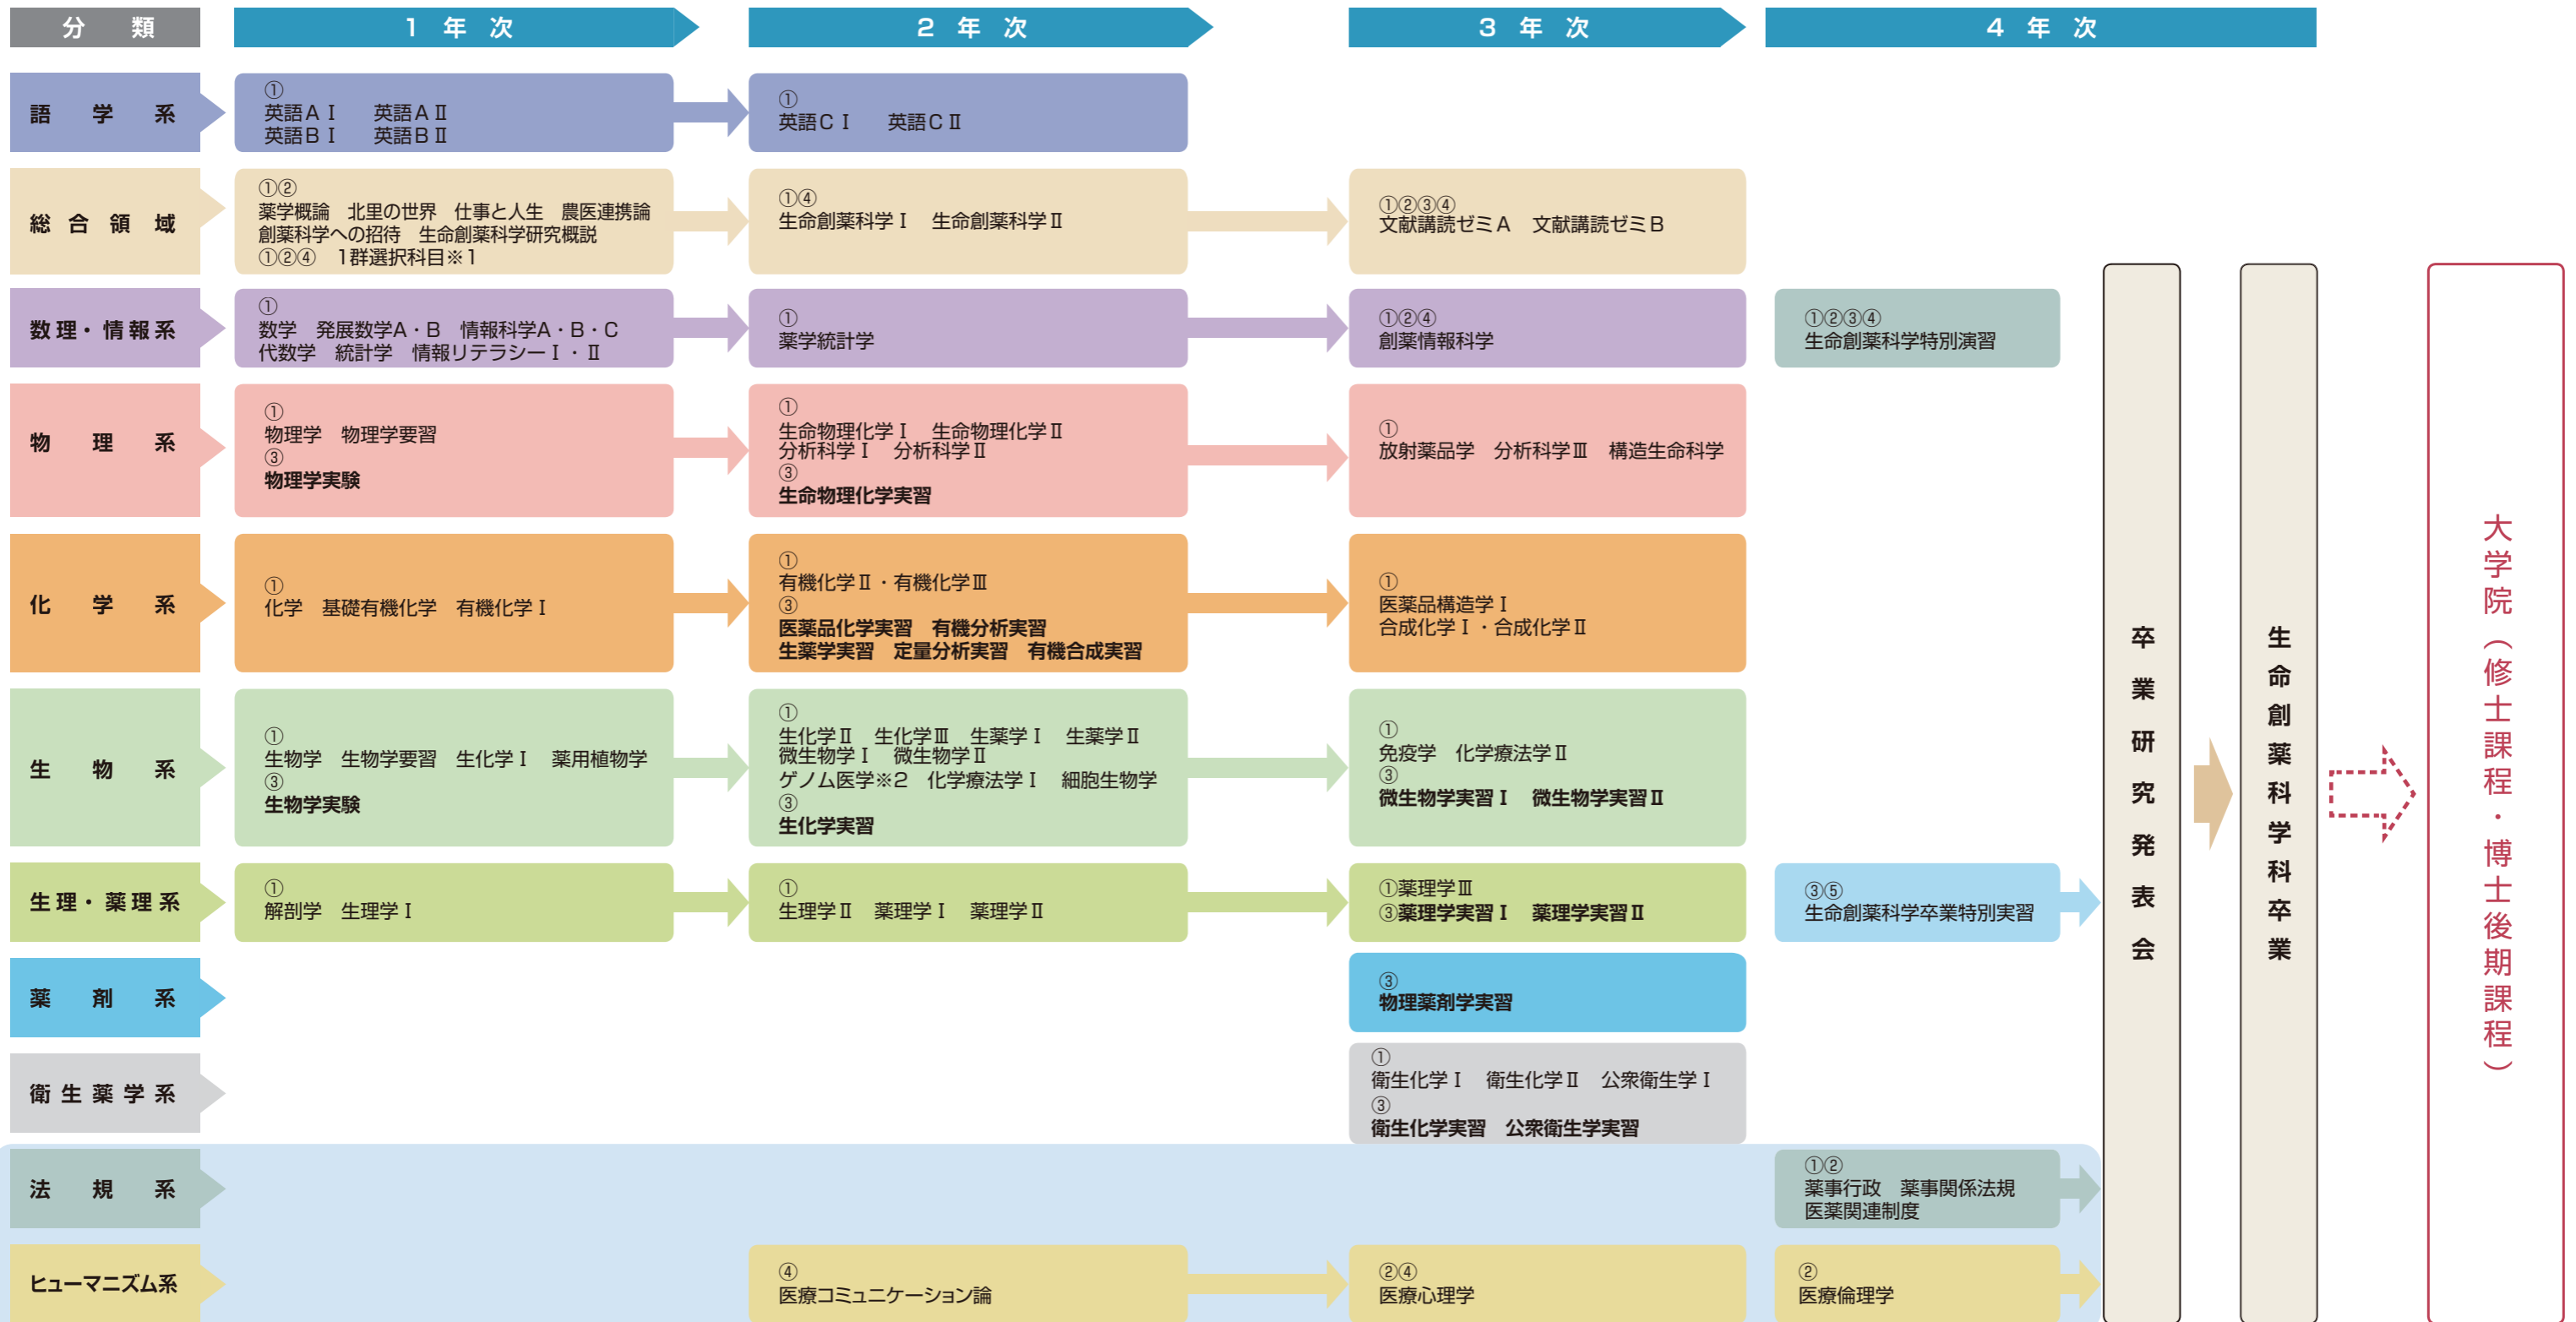 分類
1年次
2年次
3年次
4年次
語学系
①
英語AⅠ　英語AⅡ
英語BⅠ　英語BⅡ
①
英語CⅠ　英語CⅡ
総合領域
①②
薬学概論　北里の世界　仕事と人生　農医連携論
創薬科学への招待　生命創薬科学研究概説
①②④　1群選択科目※1
①④
生命創薬科学Ⅰ　生命創薬科学Ⅱ
①②③④
文献講読ゼミA　文献講読ゼミB
数理・情報系
①
数学　発展数学A・B　情報科学A・B・C
代数学　統計学　情報リテラシーⅠ・Ⅱ
①
薬学統計学
①②④
創薬情報科学
①②③④
生命創薬科学特別演習
物理系
①
物理学　物理学要習
③
物理学実験
①
生命物理化学Ⅰ　生命物理化学Ⅱ
分析科学Ⅰ　分析科学Ⅱ
③
生命物理化学実習
①
放射薬品学　分析科学Ⅲ　構造生命科学
化学系
①
化学　基礎有機化学　有機化学Ⅰ
①
有機化学Ⅱ・有機化学Ⅲ
③
医薬品化学実習　有機分析実習
生薬学実習　定量分析実習　有機合成実習
①
医薬品構造学Ⅰ
合成化学Ⅰ・合成化学Ⅱ
生物系
①
生物学　生物学要習　生化学Ⅰ　薬用植物学
③
生物学実験
①
生化学Ⅱ　生化学Ⅲ　生薬学Ⅰ　生薬学Ⅱ
微生物学Ⅰ　微生物学Ⅱ
ゲノム医学※2　化学療法学Ⅰ　細胞生物学
③
生化学実習
①
免疫学　化学療法学Ⅱ
③
微生物学実習Ⅰ　微生物学実習Ⅱ
生理・薬理系
①
解剖学　生理学Ⅰ
①
生理学Ⅱ　薬理学Ⅰ　薬理学Ⅱ
①薬理学Ⅲ
③薬理学実習Ⅰ　薬理学実習Ⅱ
③⑤
生命創薬科学卒業特別実習
薬剤系
③
物理薬剤学実習
衛生薬学系
①
衛生化学Ⅰ　衛生化学Ⅱ　公衆衛生学Ⅰ
③
衛生化学実習　公衆衛生学実習
法規系
①②
薬事行政　薬事関係法規
医薬関連制度
ヒューマニズム系
④
医療コミュニケーション論
②④
医療心理学
②
医療倫理学
卒業研究発表会
生命創薬科学科卒業
大学院（修士課程・博士後期課程）